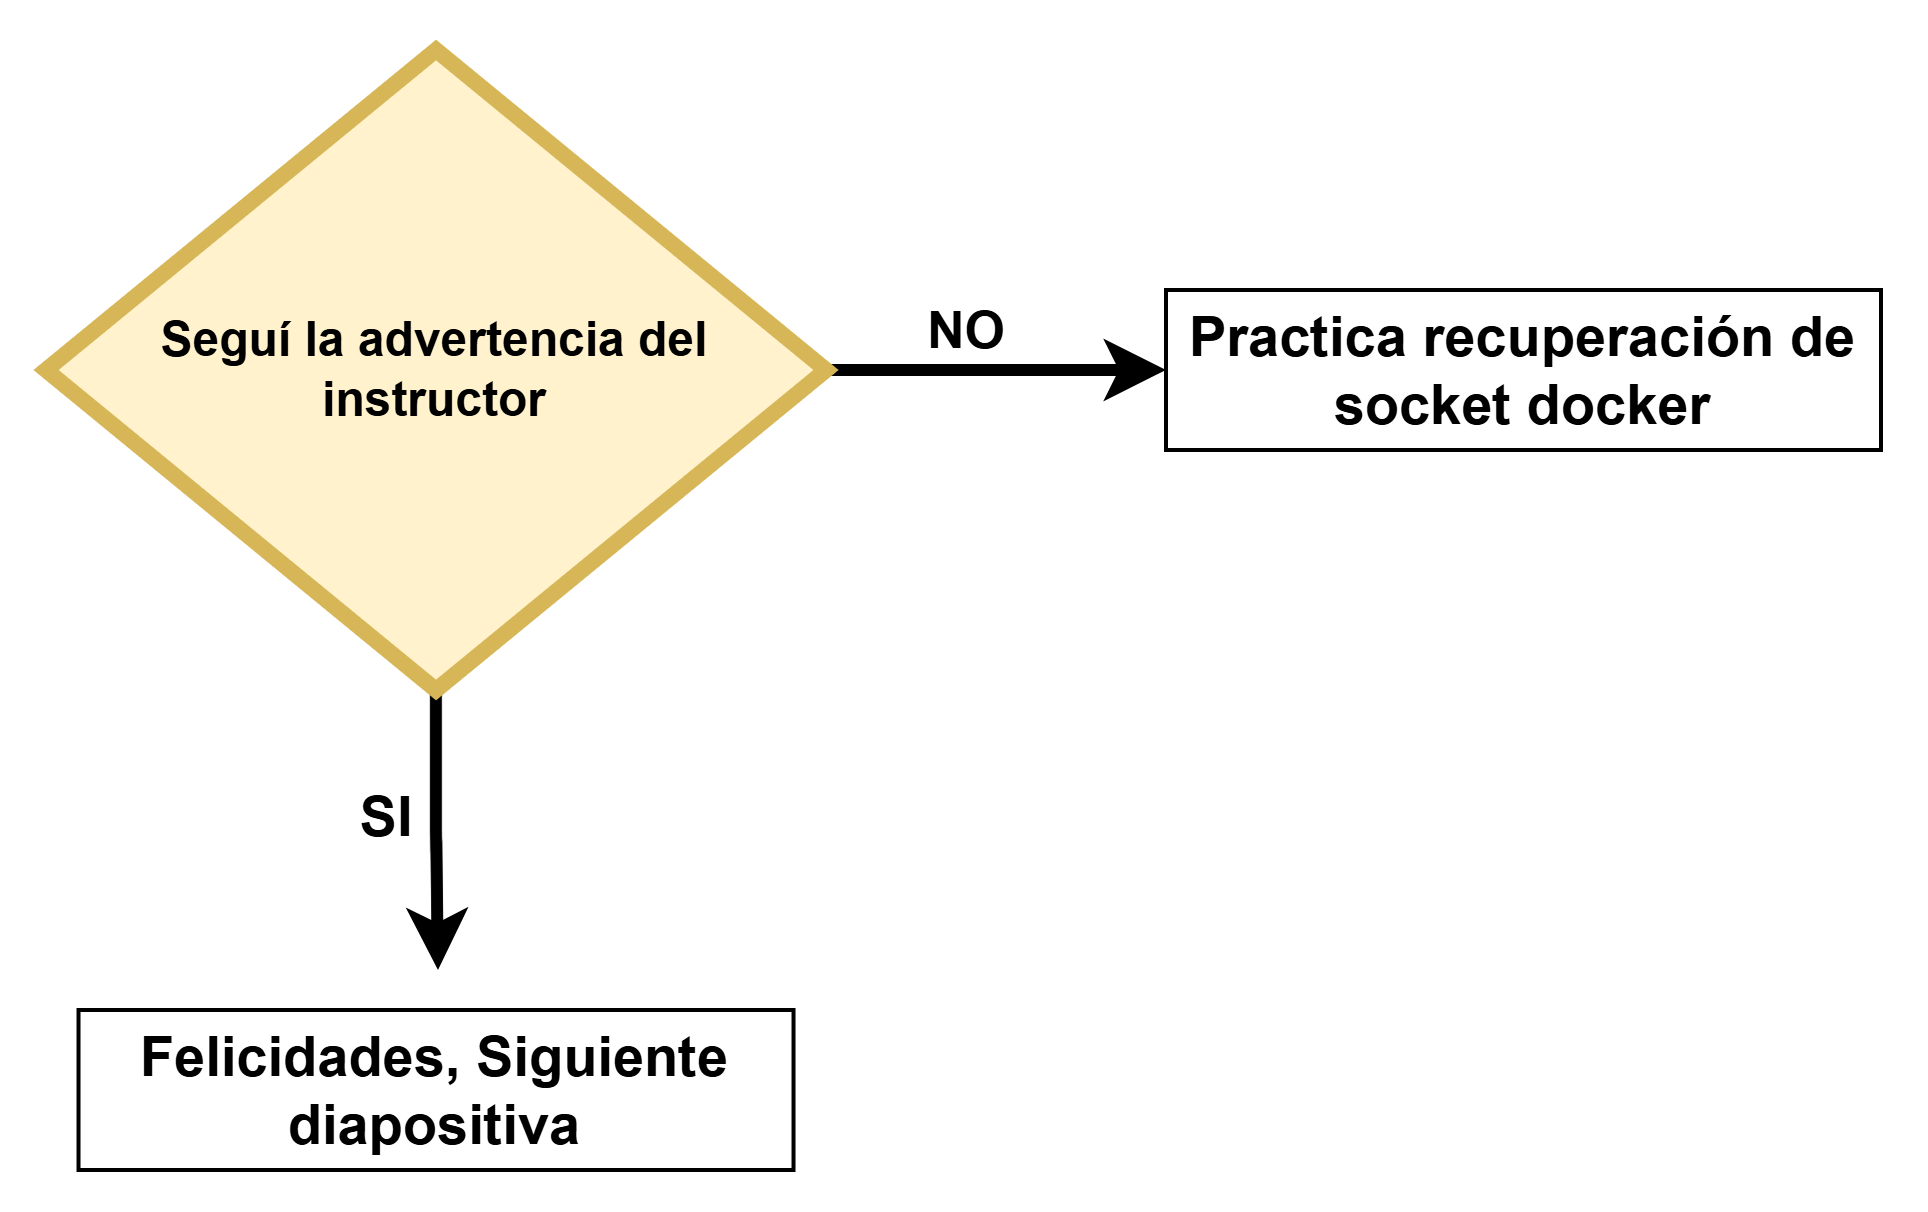 Seguí la advertencia del
instructor
NO
Practica recuperación de
socket docker
SI
Felicidades, Siguiente
diapositiva